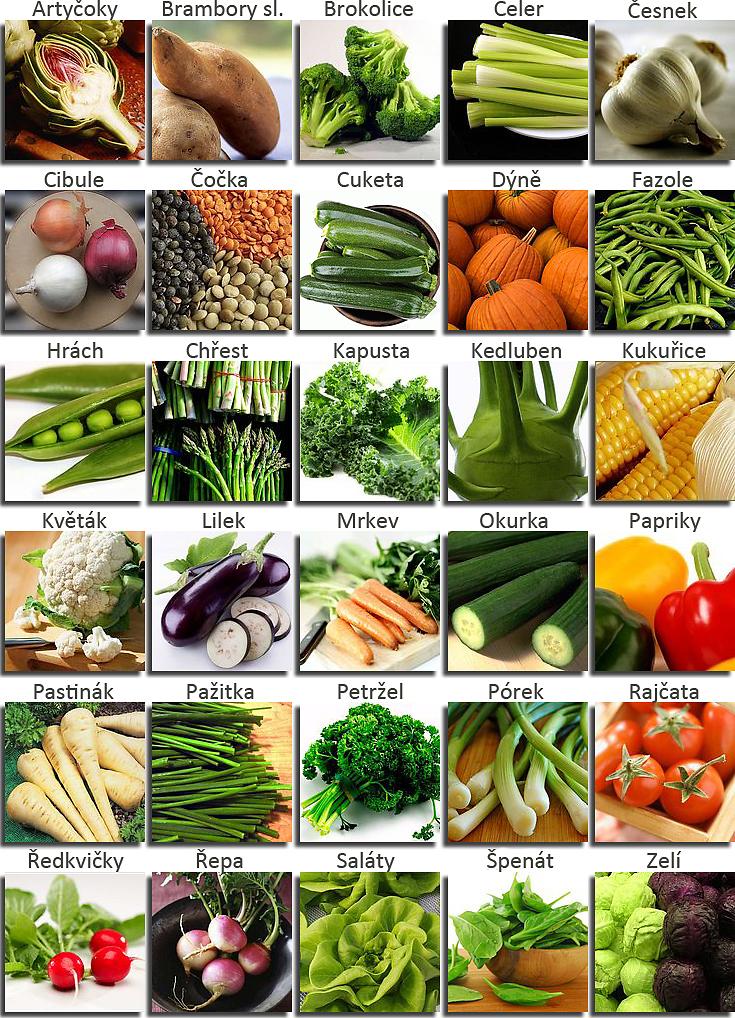 Artyčoky
Brambory sl.
Brokolice
Celer
Česnek
Cibule
Čočka
Cuketa
Dýně
Fazole
Hrách
Chřest
Kapusta
Kedluben
Kukuřice
Květák
Lilek
Mrkev
Okurka
Papriky
Pastinák
Pažitka
Petržel
Pórek
Rajčata
Ředkvičky
Řepa
Saláty
Špenát
Zelí